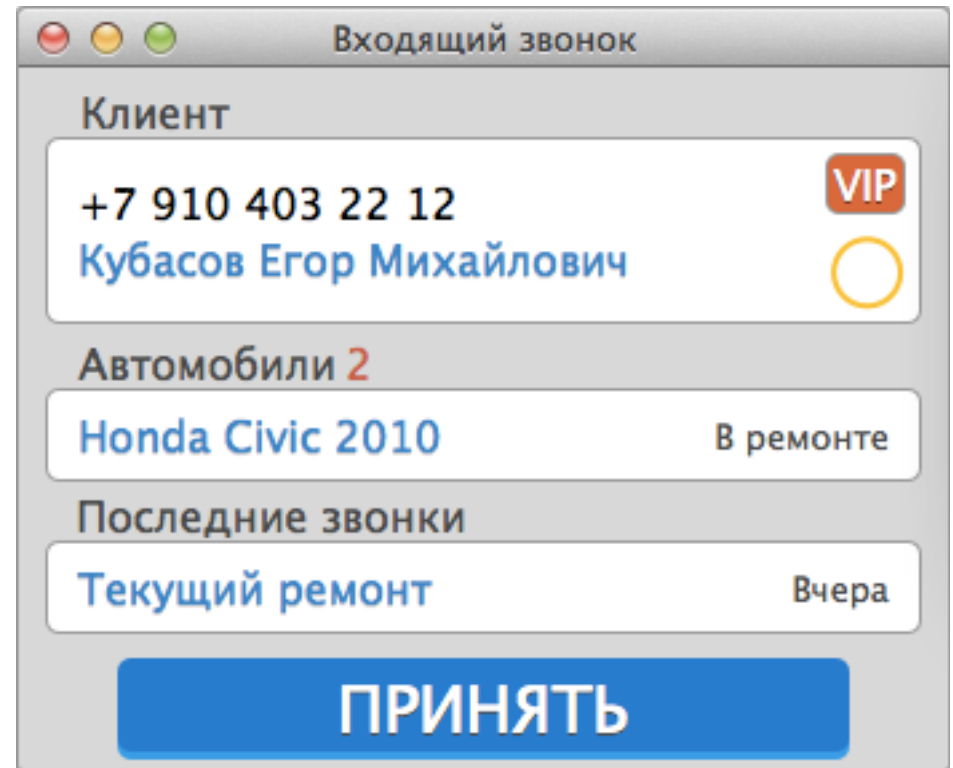 Входящий звонок
Клиент
+7 910 403 22 12
VIP
Кубасов Егор Михайлович
Автомобили 2
Honda Civic 2010 В ремонте
Последние звонки
Текущий ремонт Вчера
ПРИНЯТЬ